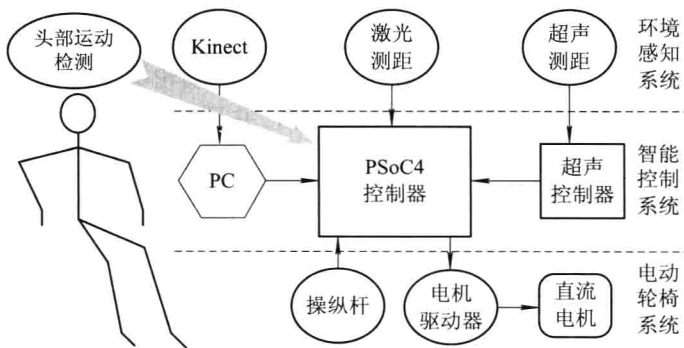 头部运动
检测
Kinect
激光
测距
超声
测距
环境
感知
系统
PC
PSoC4
控制器
超声
控制器
智能
控制
系统
操纵杆
电机
驱动器
直流
电机
电动
轮椅
系统